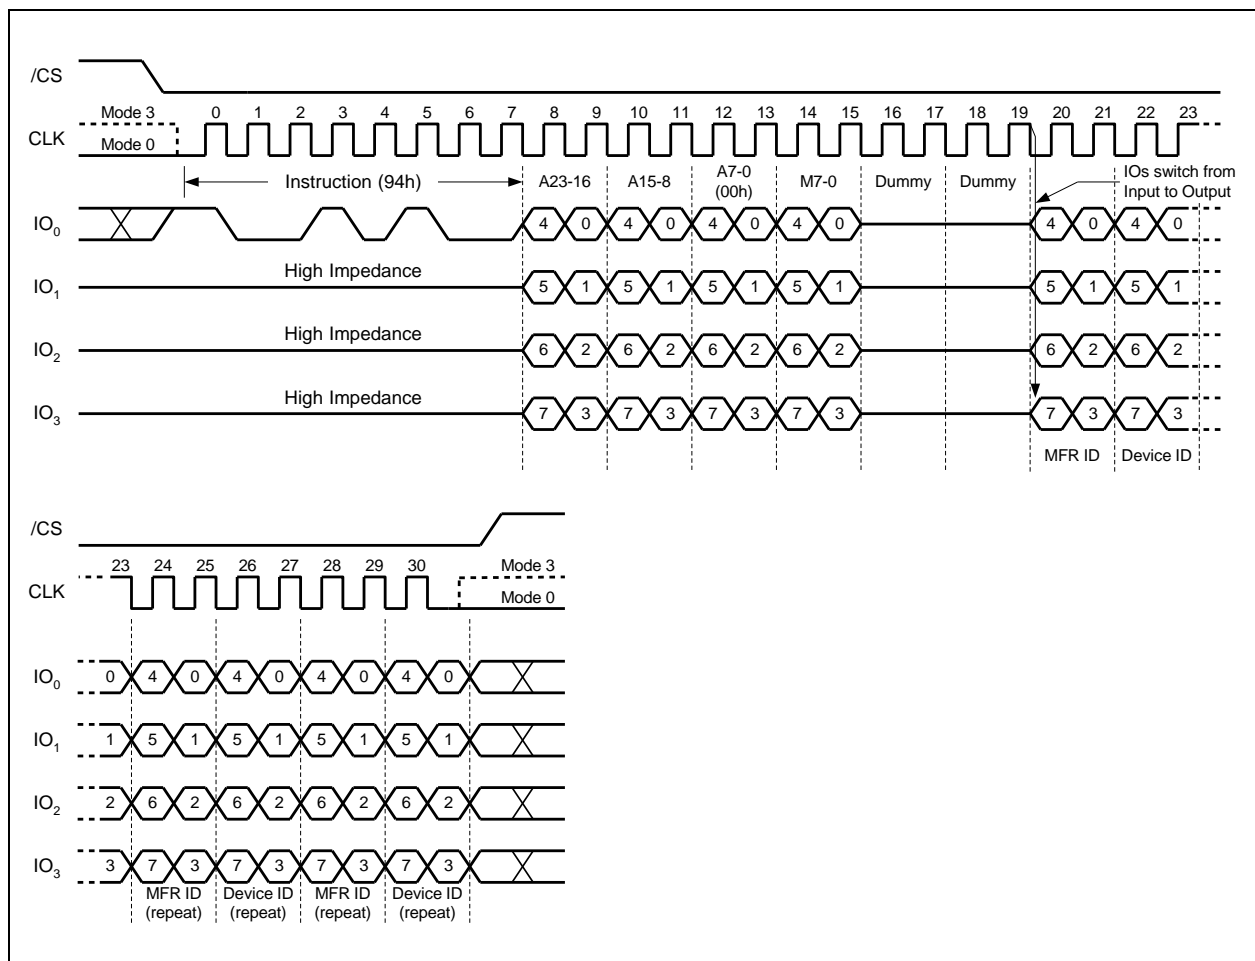 /CS
Mode 3 0 1 2 3 4 5 6 7 8 9 10 11 12 13 14 15 16 17 18 19 20 21 22 23
CLK
Mode 0
Instruction (94h) A23-16 A15-8 A7-0 (00h) M7-0 Dummy Dummy
IOs switch from
Input to Output
IO0 4 0 4 0 4 0 4 0 4 0 4 0
High Impedance
IO1 5 1 5 1 5 1 5 1 5 1 5 1
High Impedance
IO2 6 2 6 2 6 2 6 2 6 2 6 2
High Impedance
IO3 7 3 7 3 7 3 7 3 7 3 7 3
MFR ID Device ID
/CS
23 24 25 26 27 28 29 30 Mode 3
CLK
Mode 0
IO0 0 4 0 4 0 4 0 4 0
IO1 1 5 1 5 1 5 1 5 1
IO2 2 6 2 6 2 6 2 6 2
IO3 3 7 3 7 3 7 3 7 3
MFR ID Device ID MFR ID Device ID
(repeat) (repeat) (repeat) (repeat)